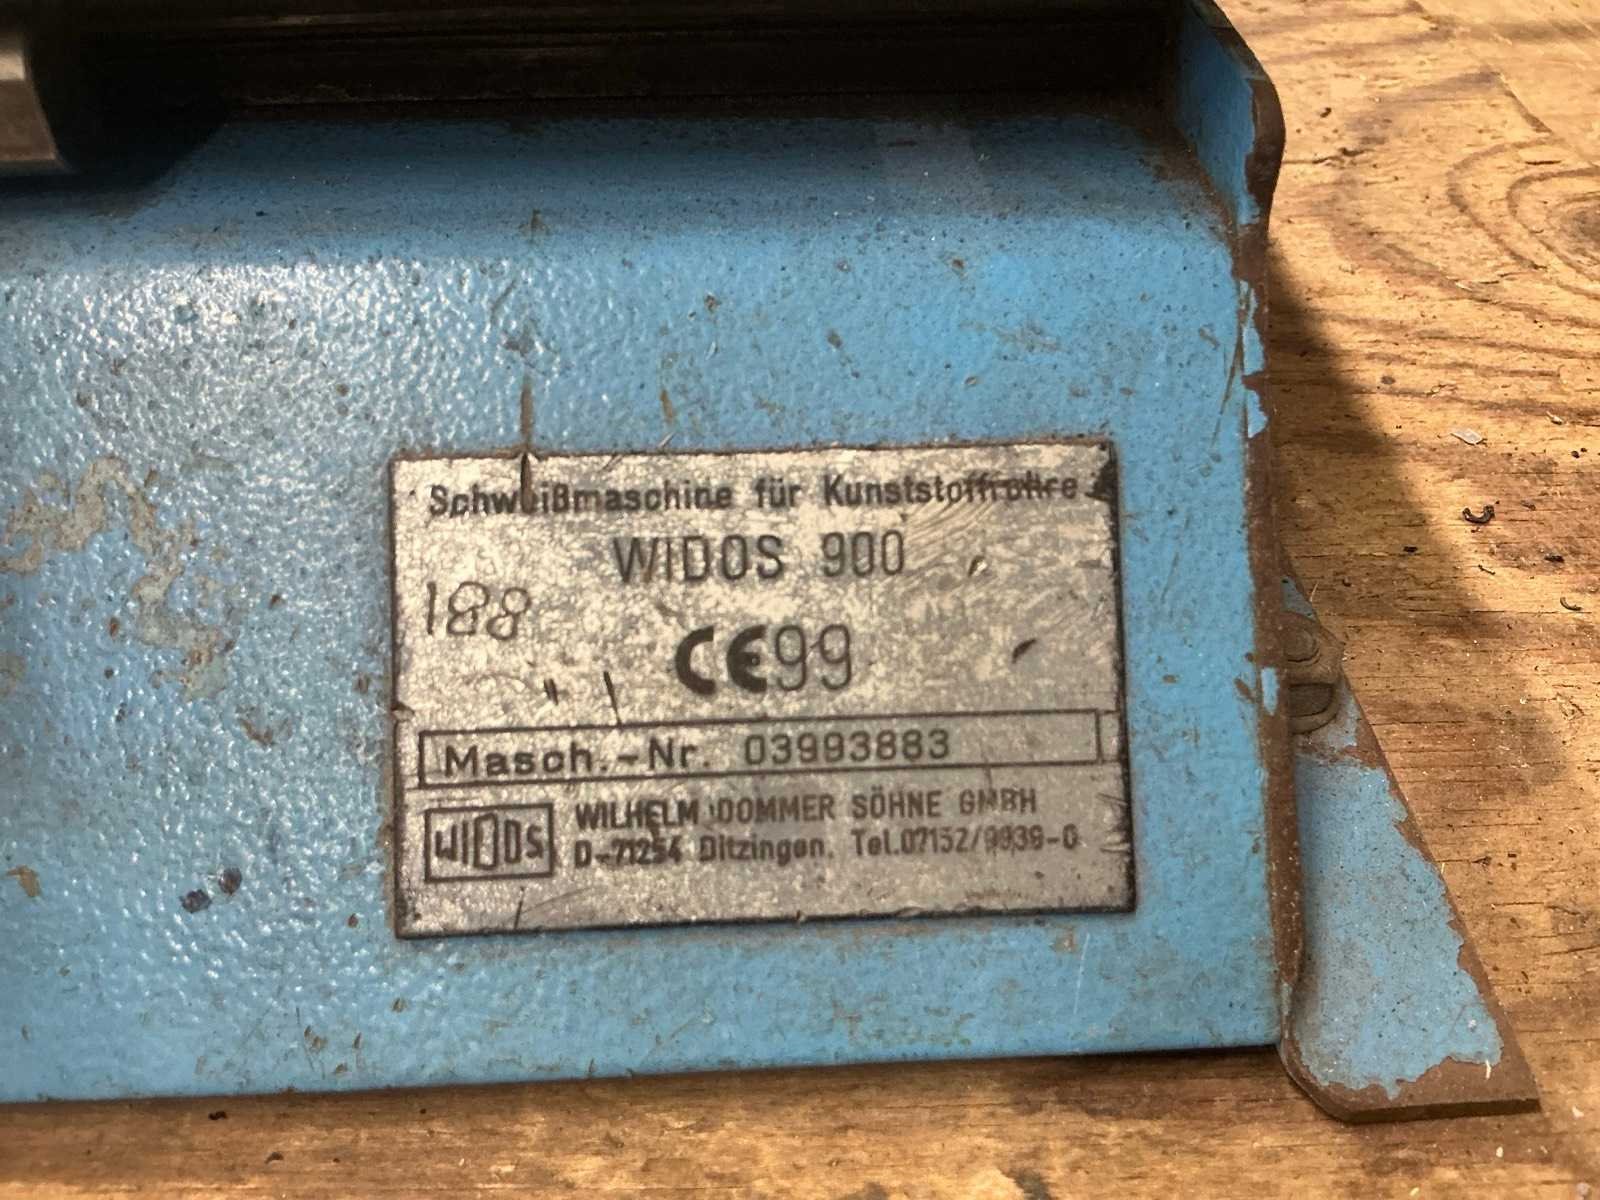 Schweißmaschine für Kunststoffrohre
WIDOS 900
188
CE99
Masch.-Nr. 03993883
WIDOS
WILHELM DOMMER SÖHNE GMBH
D-71254 Ditzingen. Tel.07152/9939-0